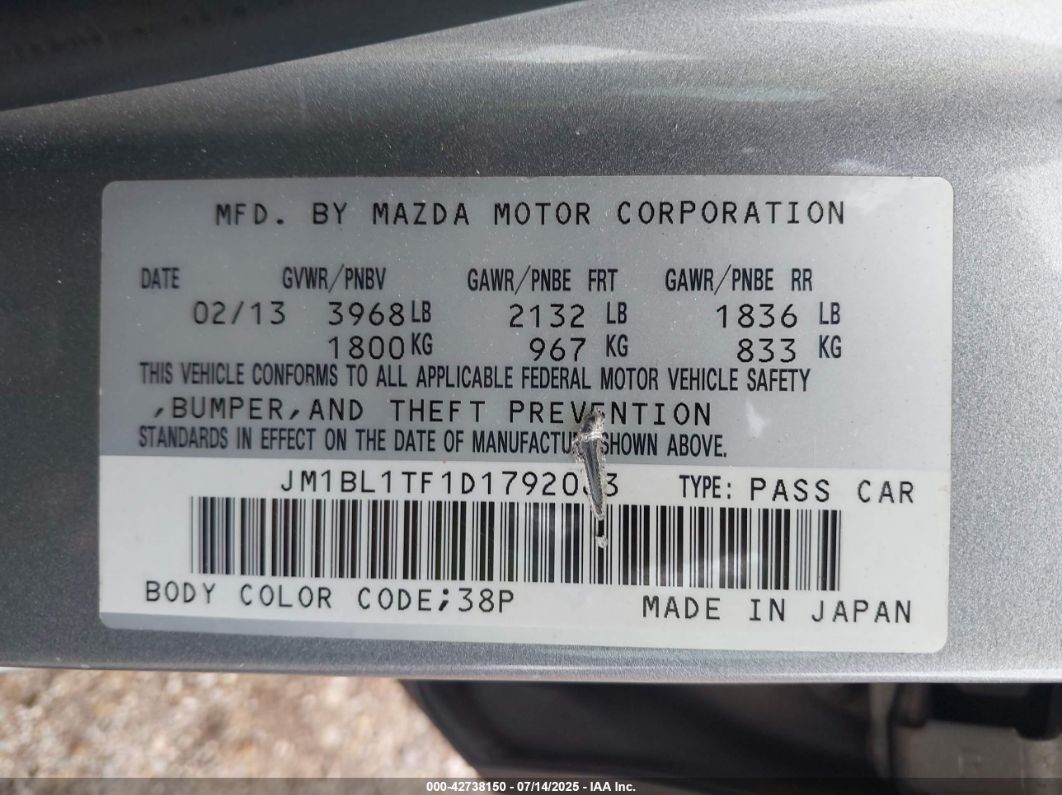 MFD. BY MAZDA MOTOR CORPORATION
DATE GVWR/PNBV GAWR/PNBE FRT GAWR/PNBE RR
02/13 3968 LB 2132 LB 1836 LB
1800 KG 967 KG 833 KG
THIS VEHICLE CONFORMS TO ALL APPLICABLE FEDERAL MOTOR VEHICLE SAFETY
,BUMPER,AND THEFT PREVENTION
STANDARDS IN EFFECT ON THE DATE OF MANUFACTURE SHOWN ABOVE.
TYPE: PASS CAR
BODY COLOR CODE;38P MADE IN JAPAN
000-42738150 - 07/14/2025 - IAA Inc.